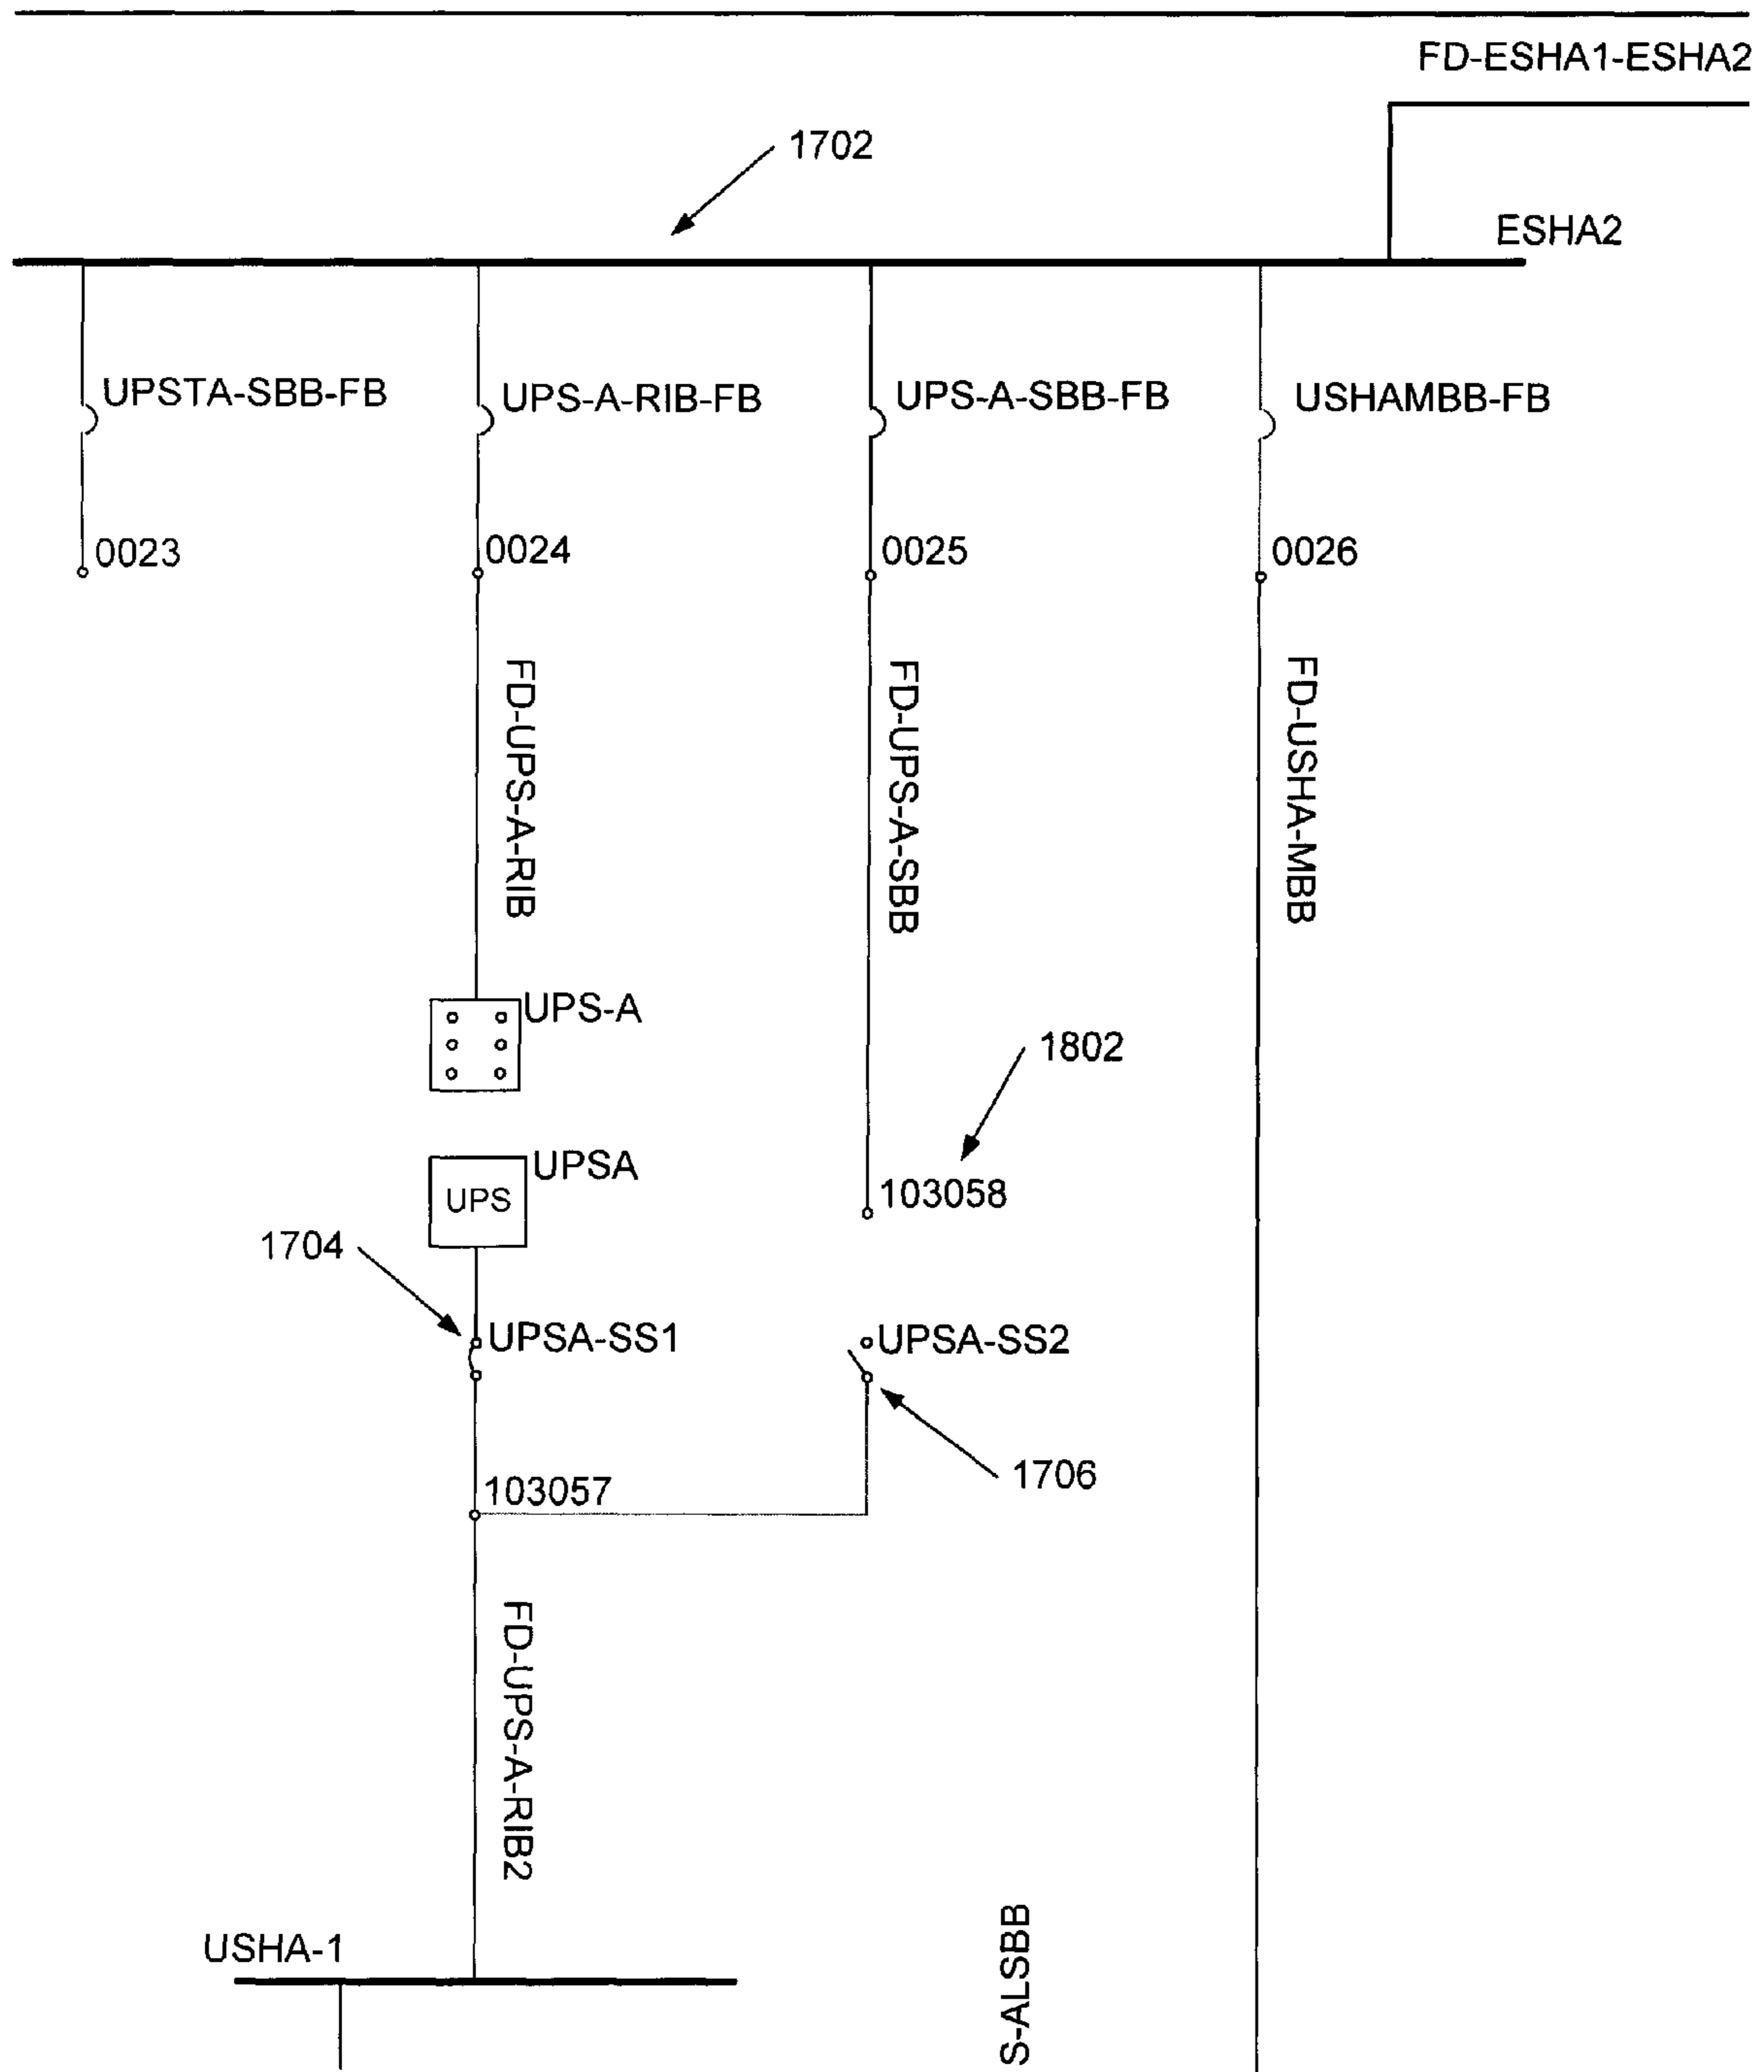 FD-ESHA1-ESHA2
1702
ESHA2
UPSTA-SBB-FB
UPS-A-RIB-FB
UPS-A-SBB-FB
USHAMBB-FB
0023
0024
0025
0026
FD-UPS-A-RIB
FD-UPS-A-SBB
FD-USHA-MBB
UPS-A
1802
UPSA
UPS
103058
1704
UPSA-SS1
UPSA-SS2
1706
103057
FD-UPS-A-RIB2
USHA-1
S-ALSBB